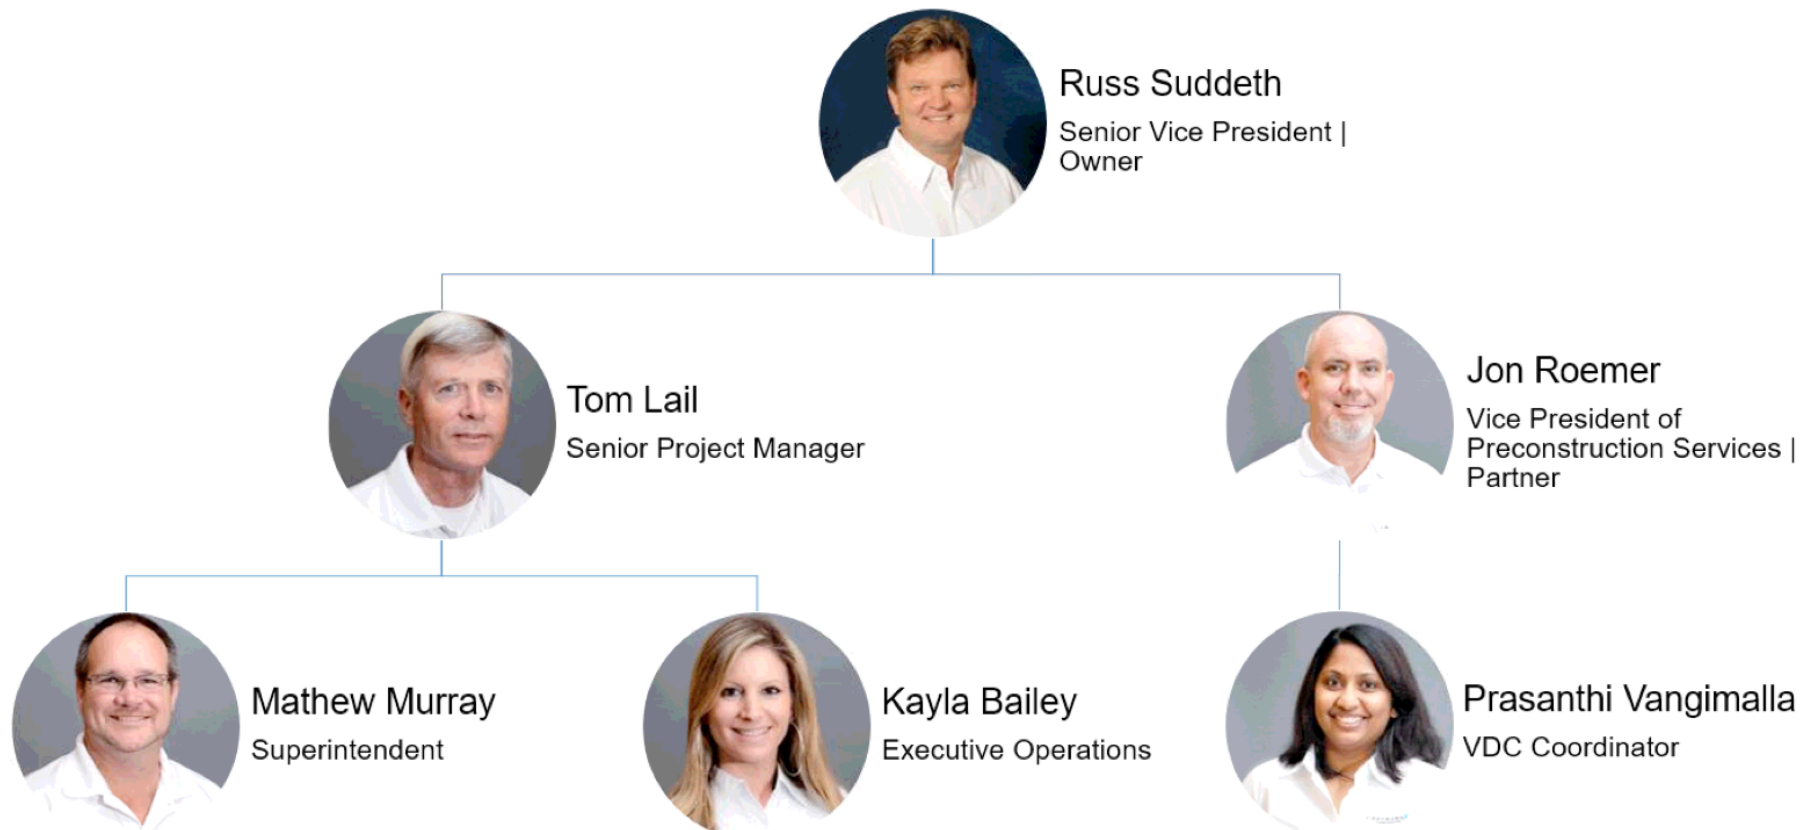 Russ Suddeth
Senior Vice President |
Owner
Tom Lail
Senior Project Manager
Jon Roemer
Vice President of
Preconstruction Services |
Partner
Mathew Murray
Superintendent
Kayla Bailey
Executive Operations
Prasanthi Vangimalla
VDC Coordinator